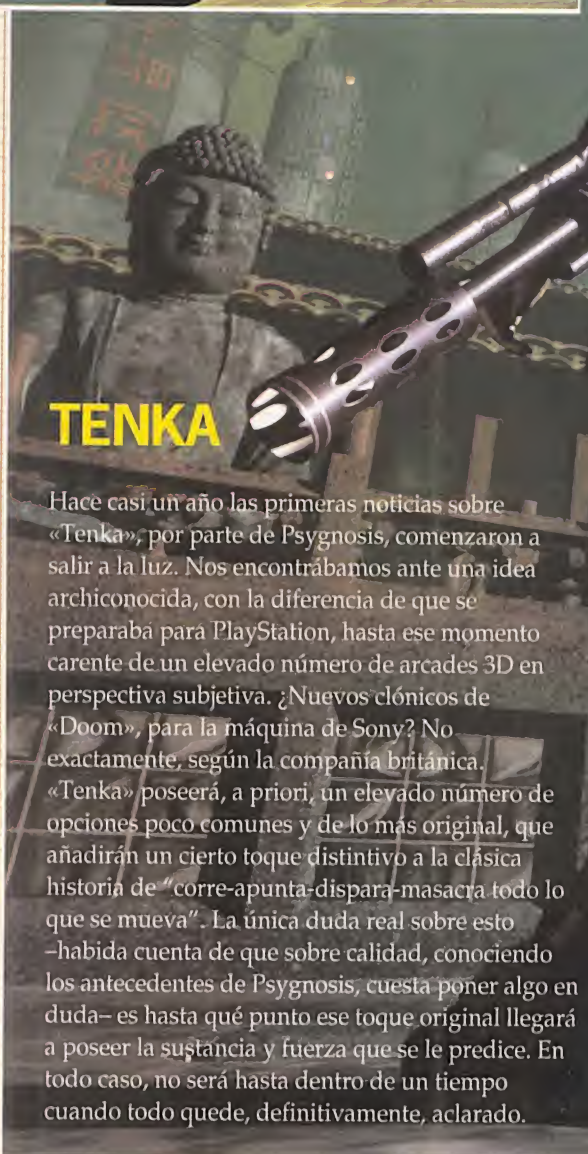 TENKA
Hace casi un año las primeras noticias sobre
«Tenka», por parte de Psygnosis, comenzaron a
salir a la luz. Nos encontrábamos ante una idea
archiconocida, con la diferencia de que se
preparaba para PlayStation, hasta ese momento
carente de un elevado número de arcades 3D en
perspectiva subjetiva. ¿Nuevos clónicos de
«Doom», para la máquina de Sony? No
exactamente, según la compañía británica.
«Tenka» poseerá, a priori, un elevado número de
opciones poco comunes y de lo más original, que
añadirán un cierto toque distintivo a la clásica
historia de "corre-apunta-dispara-masacra todo lo
que se mueva". La única duda real sobre esto
–habida cuenta de que sobre calidad, conociendo
los antecedentes de Psygnosis, cuesta poner algo en
duda– es hasta qué punto ese toque original llegará
a poseer la sustancia y fuerza que se le predice. En
todo caso, no será hasta dentro de un tiempo
cuando todo quede, definitivamente, aclarado.